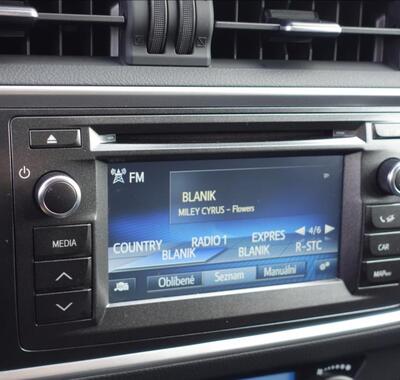 FM
BLANIK
MILEY CYRUS - Flowers
4/6
COUNTRY RADIO 1 EXPRES R-STC
BLANIK BLANIK
Oblíbené Seznam Manuální
MEDIA
CAR
MAP